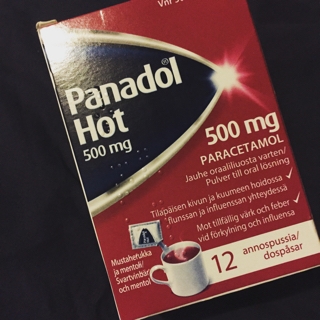 Vnr
Panadol®
Hot
500 mg
500 mg
PARACETAMOL
Jauhe oraaliliuosta varten/
Pulver till oral lösning
Tilapäisen kivun ja kuumeen hoidossa ✓
flunssan ja influenssan yhteydessä
Mot tillfällig värk och feber ✓
vid förkylning och influensa
Mustaherukka
ja mentoli/
Svartvinbär
och mentol
12 annospussia/
dospåsar